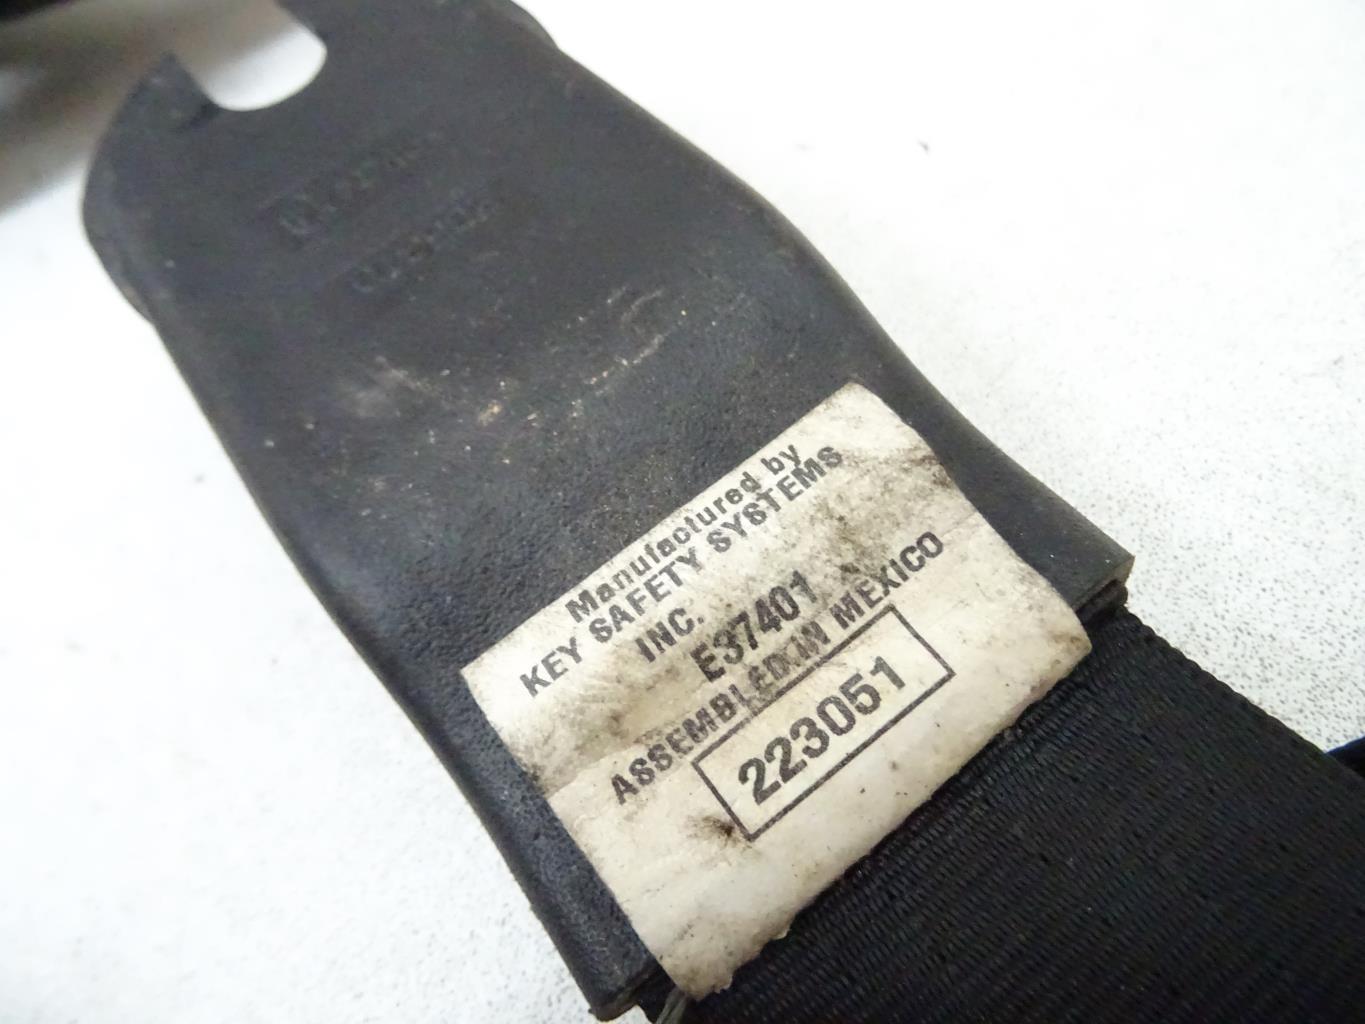 Manufactured by
KEY SAFETY SYSTEMS
INC.
E37401
ASSEMBLED IN MEXICO
223051